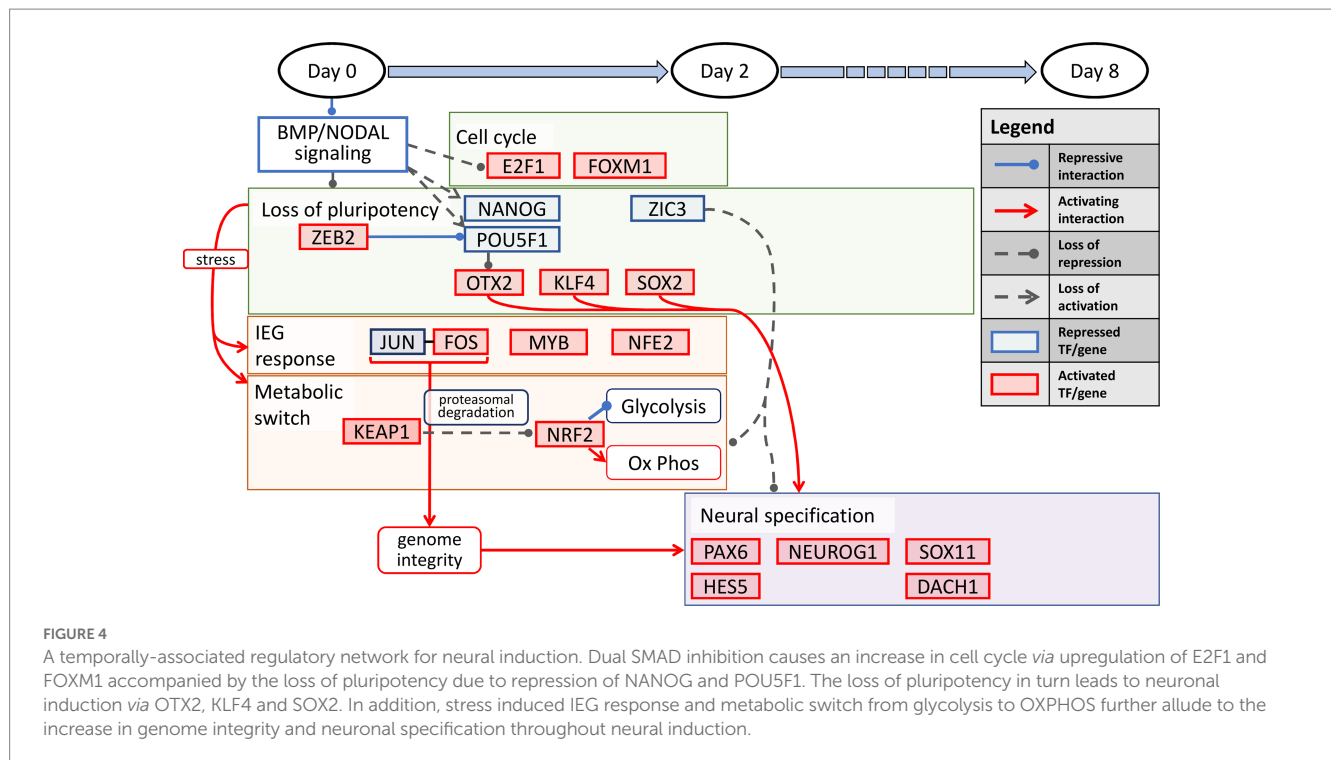 Day 0
Day 2
Day 8
BMP/NODAL
signaling
Cell cycle
E2F1
FOXM1
Loss of pluripotency
NANOG
ZIC3
ZEB2
POU5F1
stress
OTX2
KLF4
SOX2
IEG
response
JUN
FOS
MYB
NFE2
Metabolic
switch
proteasomal
degradation
Glycolysis
KEAP1
NRF2
Ox Phos
genome
integrity
Neural specification
PAX6
NEUROG1
SOX11
HES5
DACH1
Legend
Repressive
interaction
Activating
interaction
Loss of
repression
Loss of
activation
Repressed
TF/gene
Activated
TF/gene
FIGURE 4
A temporally-associated regulatory network for neural induction. Dual SMAD inhibition causes an increase in cell cycle via upregulation of E2F1 and
FOXM1 accompanied by the loss of pluripotency due to repression of NANOG and POU5F1. The loss of pluripotency in turn leads to neuronal
induction via OTX2, KLF4 and SOX2. In addition, stress induced IEG response and metabolic switch from glycolysis to OXPHOS further allude to the
increase in genome integrity and neuronal specification throughout neural induction.